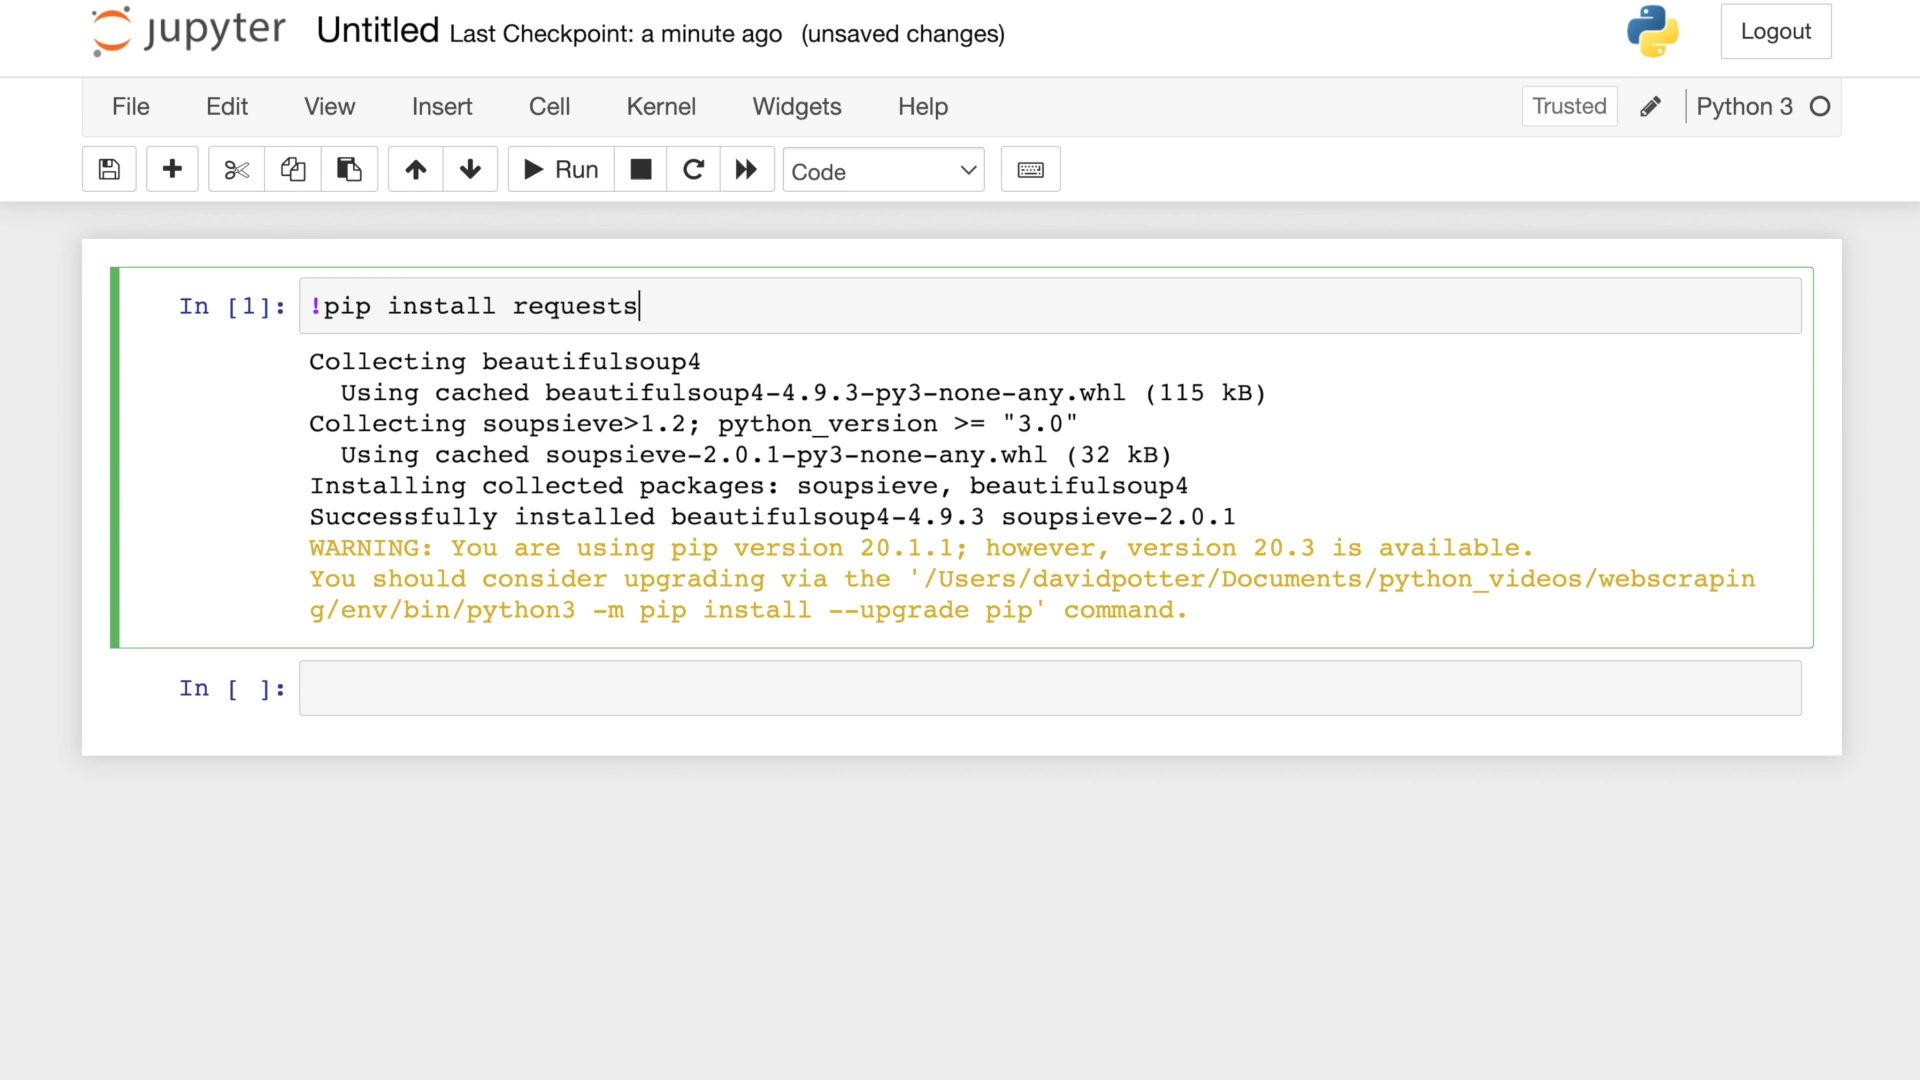 jupyter Untitled Last Checkpoint: a minute ago (unsaved changes) Logout
File Edit View Insert Cell Kernel Widgets Help Trusted Python 3
Run Code
In [1]: !pip install requests
Collecting beautifulsoup4
  Using cached beautifulsoup4-4.9.3-py3-none-any.whl (115 kB)
Collecting soupsieve>1.2; python_version >= "3.0"
  Using cached soupsieve-2.0.1-py3-none-any.whl (32 kB)
Installing collected packages: soupsieve, beautifulsoup4
Successfully installed beautifulsoup4-4.9.3 soupsieve-2.0.1
WARNING: You are using pip version 20.1.1; however, version 20.3 is available.
You should consider upgrading via the '/Users/davidpotter/Documents/python_videos/webscrapin
g/env/bin/python3 -m pip install --upgrade pip' command.
In [ ]: